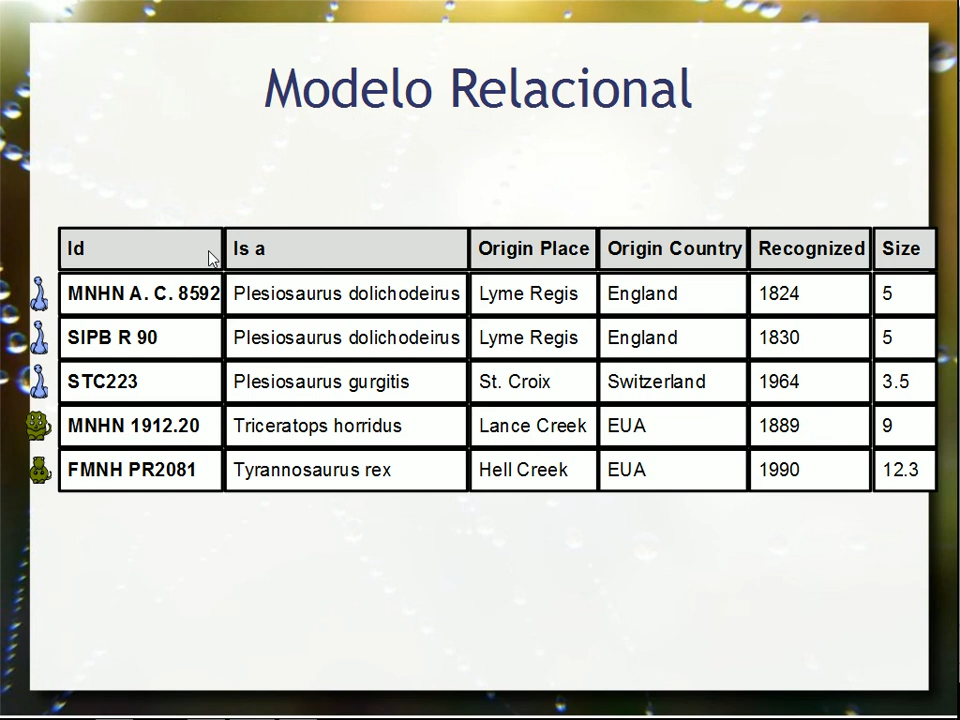 Modelo Relacional
Id Is a Origin Place Origin Country Recognized Size
MNHN A. C. 8592 Plesiosaurus dolichodeirus Lyme Regis England 1824 5
SIPB R 90 Plesiosaurus dolichodeirus Lyme Regis England 1830 5
STC223 Plesiosaurus gurgitis St. Croix Switzerland 1964 3.5
MNHN 1912.20 Triceratops horridus Lance Creek EUA 1889 9
FMNH PR2081 Tyrannosaurus rex Hell Creek EUA 1990 12.3